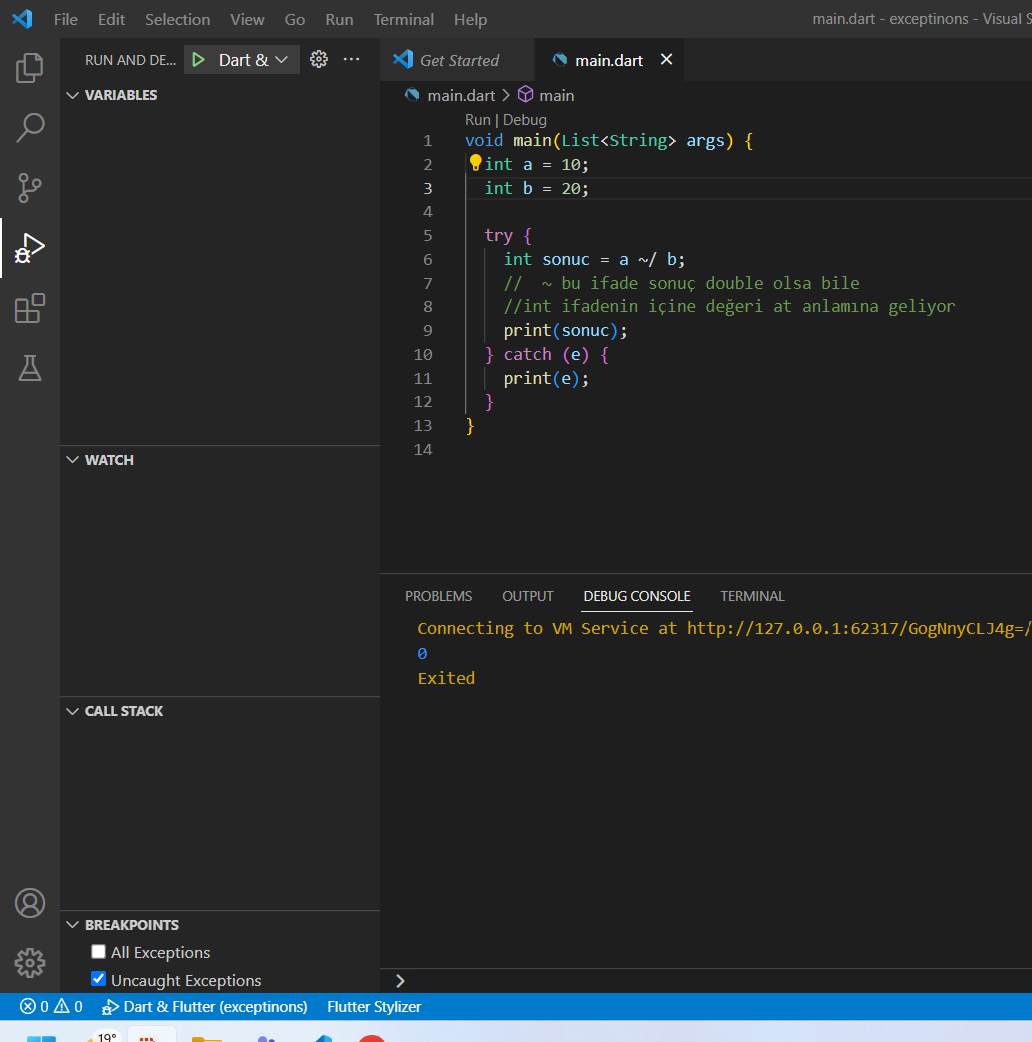 File Edit Selection View Go Run Terminal Help main.dart - exceptinons - Visual S
RUN AND DE... Dart & ...
Get Started main.dart
VARIABLES
main.dart > main
Run | Debug
1 void main(List<String> args) {
2 int a = 10;
3 int b = 20;
4
5 try {
6 int sonuc = a ~/ b;
7 // ~ bu ifade sonuç double olsa bile
8 //int ifadenin içine değeri at anlamına geliyor
9 print(sonuc);
10 } catch (e) {
11 print(e);
12 }
13 }
14
WATCH
PROBLEMS OUTPUT DEBUG CONSOLE TERMINAL
Connecting to VM Service at http://127.0.0.1:62317/GogNnyCLJ4g=/
0
Exited
CALL STACK
BREAKPOINTS
All Exceptions
Uncaught Exceptions
>
0 0 Dart & Flutter (exceptinons) Flutter Stylizer
19°